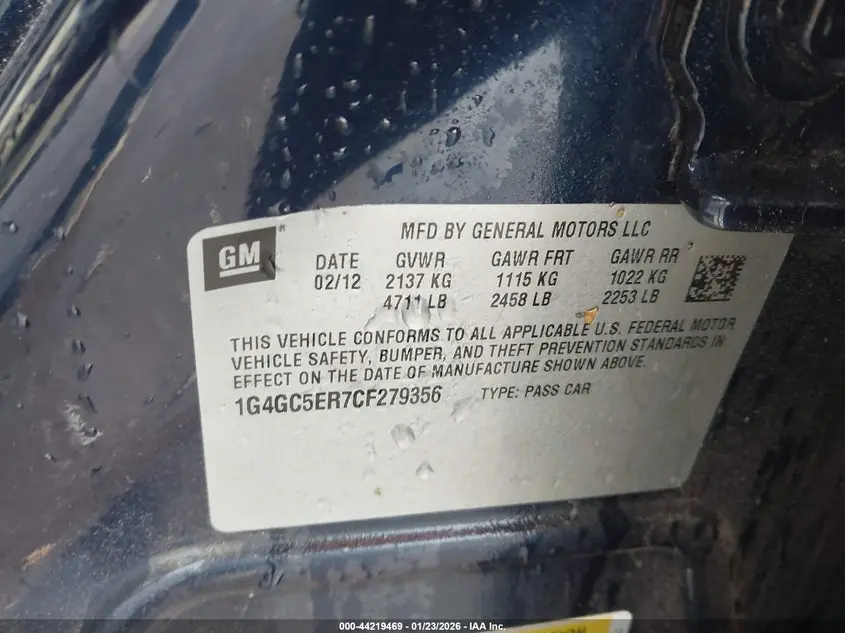 GM
MFD BY GENERAL MOTORS LLC
DATE GVWR GAWR FRT GAWR RR
02/12 2137 KG 1115 KG 1022 KG
4711 LB 2458 LB 2253 LB
THIS VEHICLE CONFORMS TO ALL APPLICABLE U.S. FEDERAL MOTOR
VEHICLE SAFETY, BUMPER, AND THEFT PREVENTION STANDARDS IN
EFFECT ON THE DATE OF MANUFACTURE SHOWN ABOVE.
1G4GC5ER7CF279356 TYPE: PASS CAR
000-44219469 - 01/23/2026 - IAA Inc.